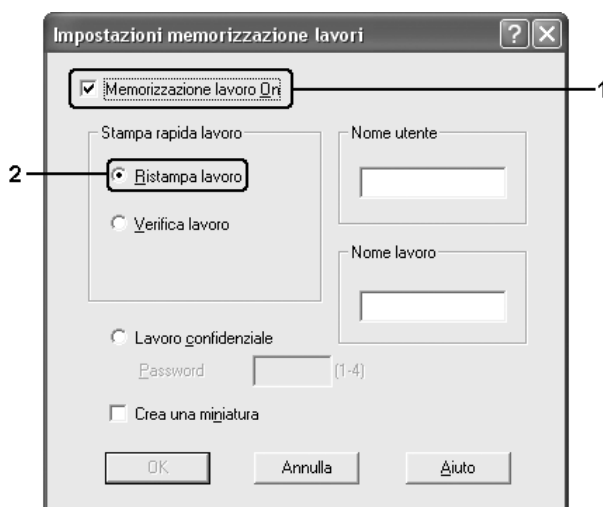 Impostazioni memorizzazione lavori
Memorizzazione lavoro On
1
Stampa rapida lavoro
Nome utente
2
Ristampa lavoro
Verifica lavoro
Nome lavoro
Lavoro confidenziale
Password
(1-4)
Crea una miniatura
OK
Annulla
Aiuto